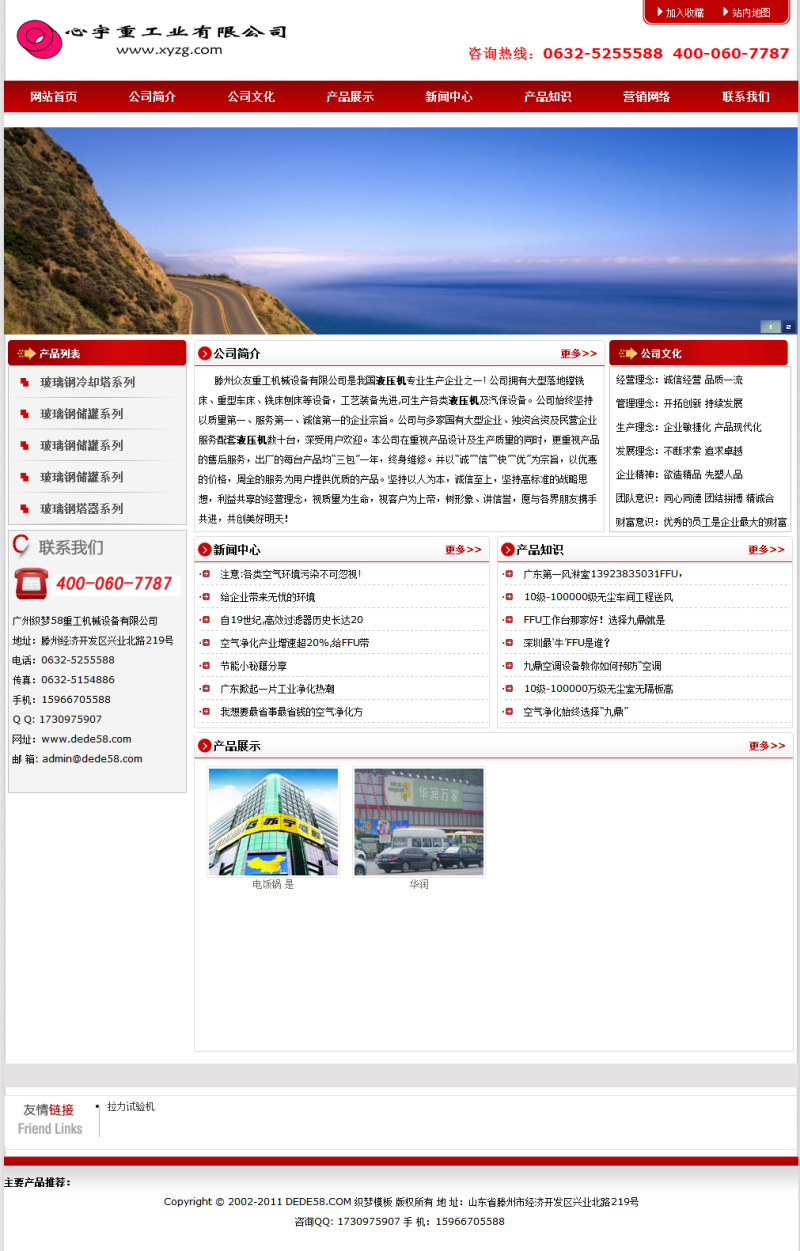 加入收藏 站内地图
心宇重工业有限公司
www.xyzg.com
咨询热线：0632-5255588 400-060-7787
网站首页 公司简介 公司文化 产品展示 新闻中心 产品知识 营销网络 联系我们
1 2
产品列表
玻璃钢冷却塔系列
玻璃钢储罐系列
玻璃钢储罐系列
玻璃钢储罐系列
玻璃钢塔器系列
联系我们
400-060-7787
广州织梦58重工机械设备有限公司
地址：滕州经济开发区兴业北路219号
电话：0632-5255588
传真：0632-5154886
手机：15966705588
Q Q: 1730975907
网址：www.dede58.com
邮 箱: admin@dede58.com
公司简介 更多>>
滕州众友重工机械设备有限公司是我国液压机专业生产企业之一! 公司拥有大型落地镗铣
床、重型车床、铣床刨床等设备，工艺装备先进,可生产各类液压机及汽保设备。公司始终坚持
以质量第一、服务第一、诚信第一的企业宗旨。公司与多家国有大型企业、独资合资及民营企业
服务配套液压机数十台，深受用户欢迎。本公司在重视产品设计及生产质量的同时，更重视产品
的售后服务，出厂的每台产品均“三包”一年，终身维修。并以“诚”“信”“快”“优”为宗旨，以优惠
的价格，周全的服务为用户提供优质的产品。坚持以人为本，诚信至上，坚持高标准的战略思
想，利益共享的经营理念，视质量为生命，视客户为上帝，树形象、讲信誉，愿与各界朋友携手
共进，共创美好明天！
公司文化
经营理念：诚信经营 品质一流
管理理念：开拓创新 持续发展
生产理念：企业敏捷化 产品现代化
发展理念：不断求索 追求卓越
企业精神：欲造精品 先塑人品
团队意识：同心同德 团结拼搏 精诚合
财富意识：优秀的员工是企业最大的财富
新闻中心 更多>>
注意:各类空气环境污染不可忽视!
给企业带来无忧的环境
自19世纪,高效过滤器历史长达20
空气净化产业增速超20%,给FFU带
节能小秘籍分享
广东掀起一片工业净化热潮
我想要最省事最省钱的空气净化方
产品知识 更多>>
广东第一风淋室13923835031FFU，
10级-100000级无尘车间工程送风
FFU工作台那家好！选择九鼎就是
深圳最‘牛’FFU是谁？
九鼎空调设备教你如何预防“空调
10级-100000万级无尘室无隔板高
空气净化始终选择“九鼎”
产品展示 更多>>
电饭锅 是
华润
友情链接
Friend Links
拉力试验机
主要产品推荐：
Copyright © 2002-2011 DEDE58.COM 织梦模板 版权所有 地 址：山东省滕州市经济开发区兴业北路219号
咨询QQ: 1730975907 手 机：15966705588